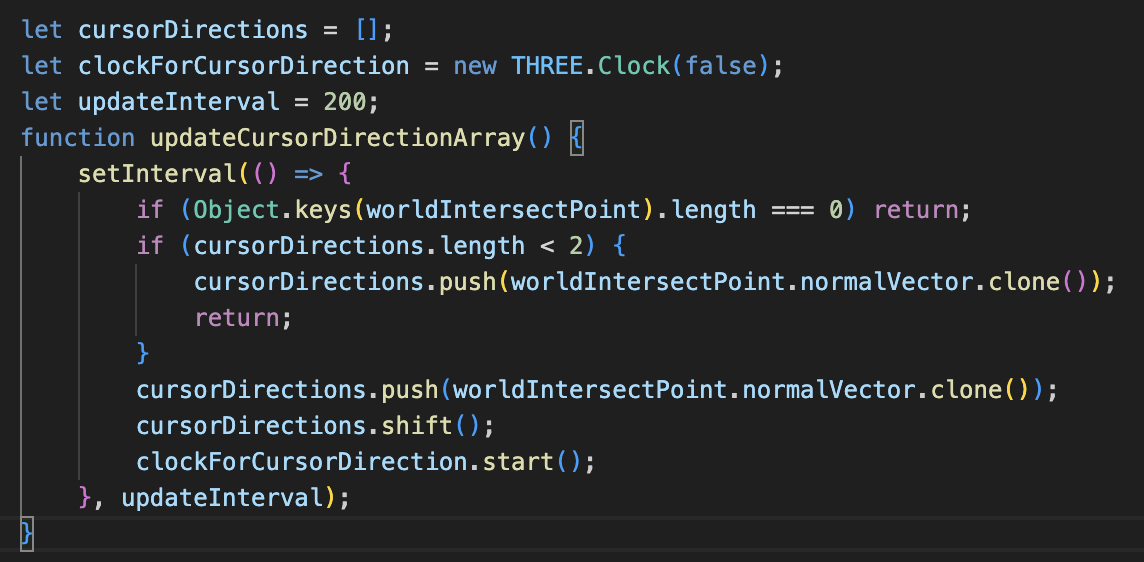 let cursorDirections = [];
let clockForCursorDirection = new THREE.Clock(false);
let updateInterval = 200;
function updateCursorDirectionArray() {
    setInterval(() => {
        if (Object.keys(worldIntersectPoint).length === 0) return;
        if (cursorDirections.length < 2) {
            cursorDirections.push(worldIntersectPoint.normalVector.clone());
            return;
        }
        cursorDirections.push(worldIntersectPoint.normalVector.clone());
        cursorDirections.shift();
        clockForCursorDirection.start();
    }, updateInterval);
}